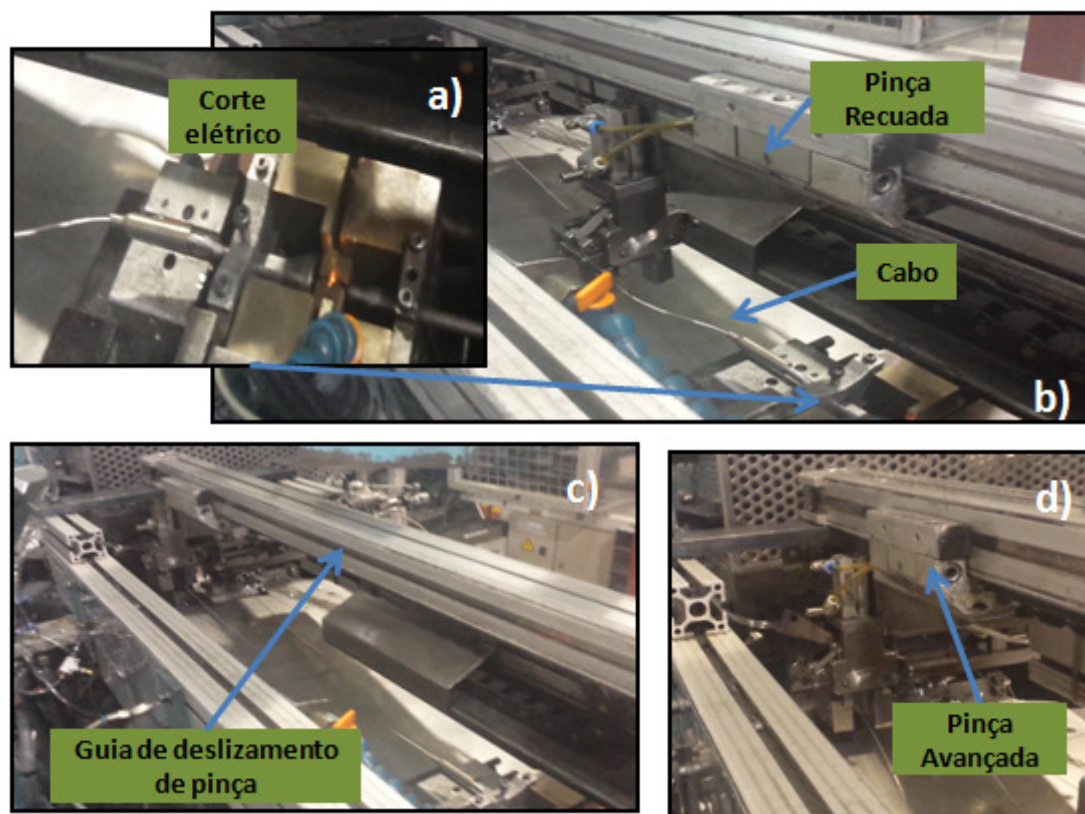 a)
Corte
elétrico
Pinça
Recuada
Cabo
b)
c)
Guia de deslizamento
de pinça
d)
Pinça
Avançada